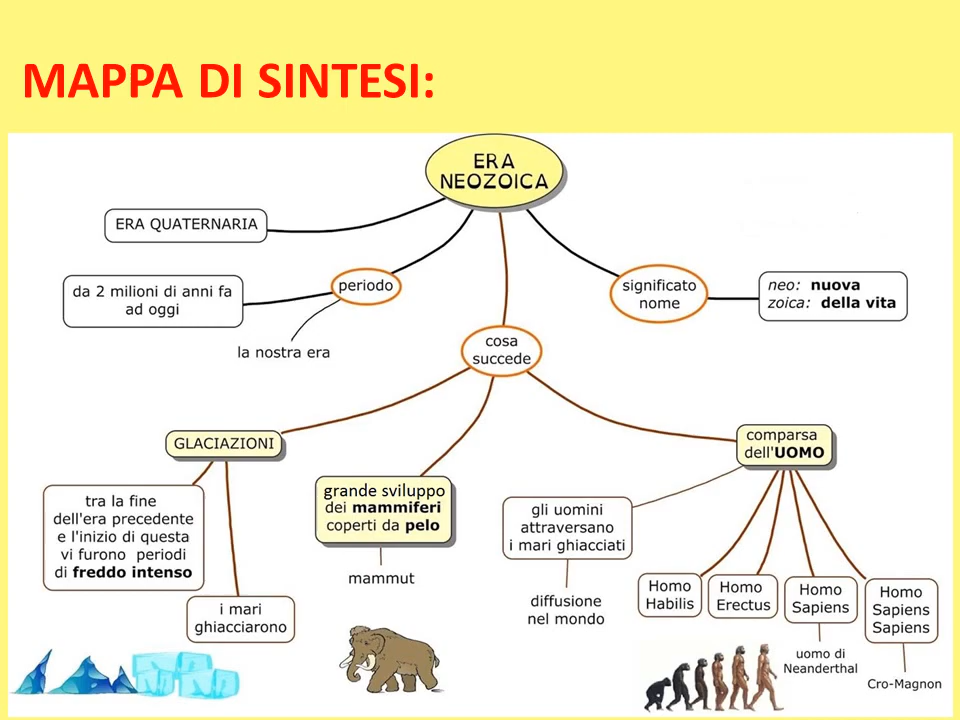 MAPPA DI SINTESI:
ERA
NEOZOICA
ERA QUATERNARIA
periodo
da 2 milioni di anni fa
ad oggi
la nostra era
significato
nome
neo: nuova
zoica: della vita
cosa
succede
GLACIAZIONI
tra la fine
dell'era precedente
e l'inizio di questa
vi furono periodi
di freddo intenso
i mari
ghiacciarono
grande sviluppo
dei mammiferi
coperti da pelo
mammut
comparsa
dell'UOMO
gli uomini
attraversano
i mari ghiacciati
diffusione
nel mondo
Homo
Habilis
Homo
Erectus
Homo
Sapiens
uomo di
Neanderthal
Homo
Sapiens
Sapiens
Cro-Magnon